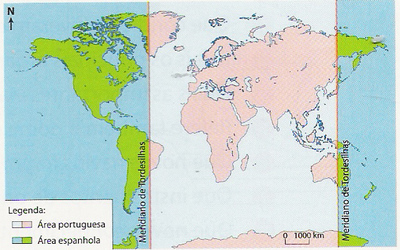 N
Meridiano de Tordesilhas
Meridiano de Tordesilhas
Legenda:
Área portuguesa
Área espanhola
0 1000 km